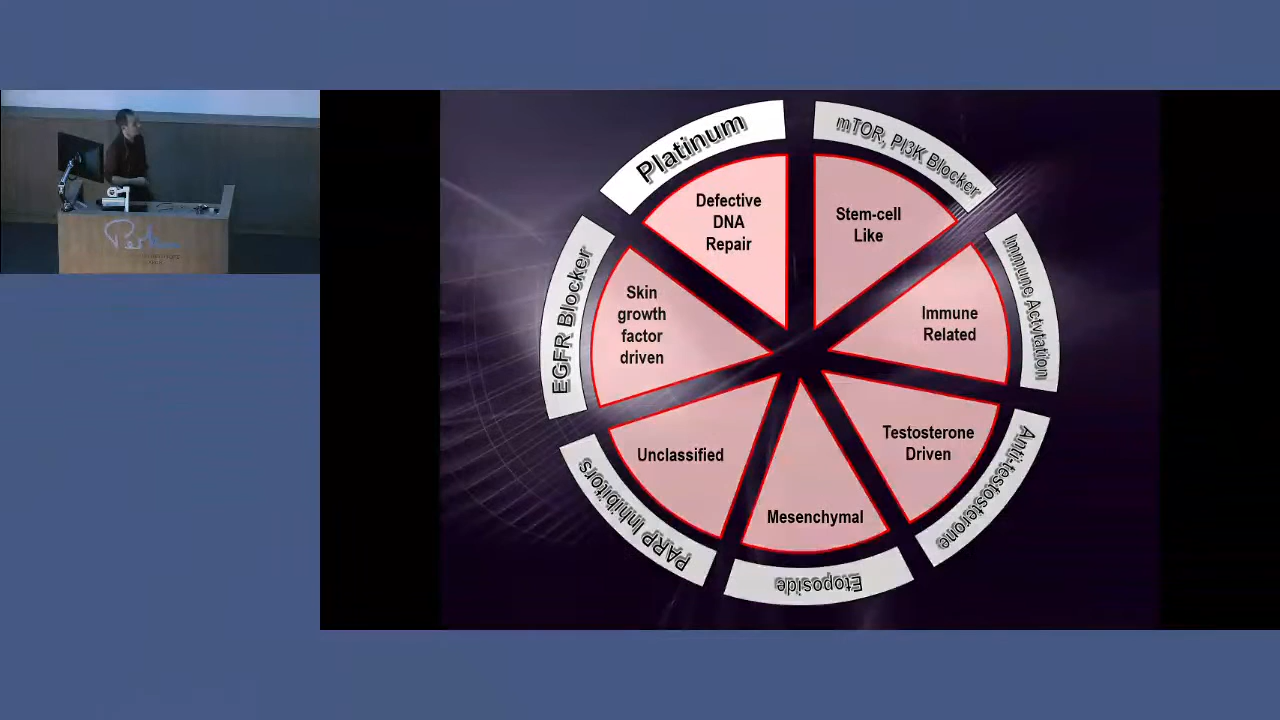 Platinum
mTOR, PI3K Blocker
Defective
DNA
Repair
Stem-cell
Like
EGFR Blocker
Skin
growth
factor
driven
Immune
Related
Immune Activtation
Unclassified
Testosterone
Driven
Mesenchymal
PARP Inhibitors
Etoposide
Anti-testosterone